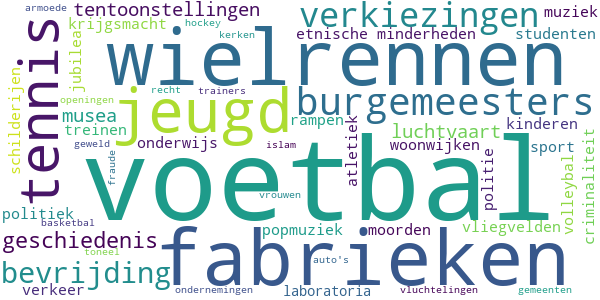 armoede
tentoonstellingen
hockey
verkiezingen
muziek
krijgsmacht
kerken
etnische minderheden
studenten
jubilea
wielrennen
tennis
schilderijen
openingen
jeugd
recht
trainers
burgemeesters
musea
treinen
rampen
kinderen
luchtvaart
geweld
onderwijs
islam
atletiek
woonwijken
sport
fraude
voetbal
politie
volleybal
criminaliteit
vrouwen
politiek
basketbal
popmuziek
moorden
vliegvelden
geschiedenis
toneel
fabrieken
bevrijding
auto's
verkeer
ondernemingen
laboratoria
vluchtelingen
gemeenten